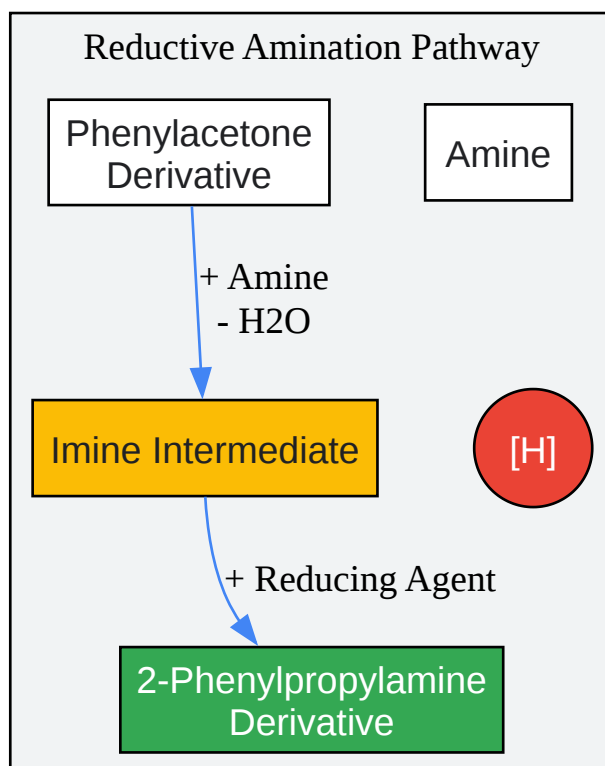 Reductive Amination Pathway
Phenylacetone
Derivative
Amine
+ Amine
- H2O
Imine Intermediate
[H]
+ Reducing Agent
2-Phenylpropylamine
Derivative